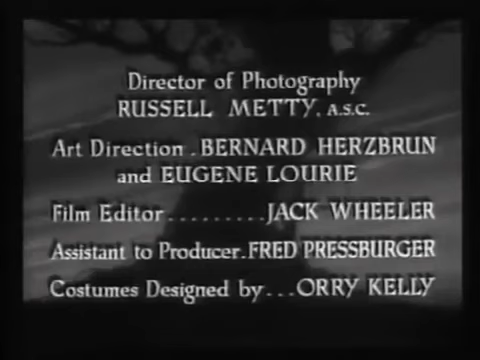 Director of Photography
RUSSELL METTY, A.S.C.
Art Direction . BERNARD HERZBRUN
and EUGENE LOURIE
Film Editor.........JACK WHEELER
Assistant to Producer.FRED PRESSBURGER
Costumes Designed by...ORRY KELLY